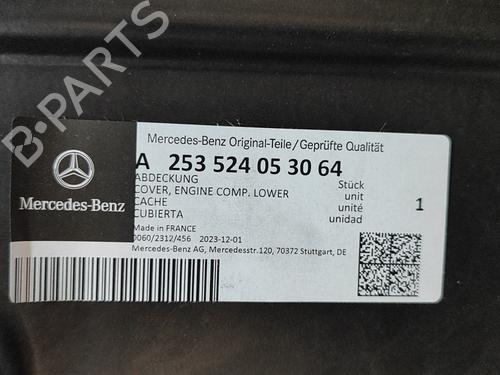 Mercedes-Benz Original-Teile/Geprüfte Qualität
A 253 524 05 30 64
ABDECKUNG
COVER, ENGINE COMP. LOWER
CACHE
CUBIERTA
Stück
unit
unité
unidad
1
Made in FRANCE
0060/2312/456 2023-12-01
Mercedes-Benz AG, Mercedesstr.120, 70372 Stuttgart, DE
Mercedes-Benz